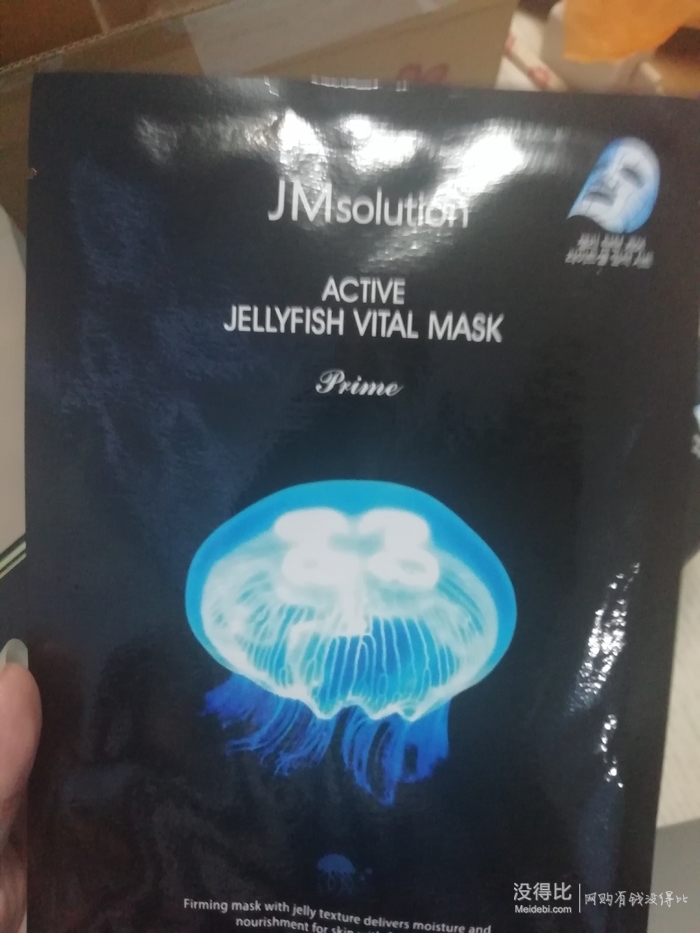 JMsolution
ACTIVE
JELLYFISH VITAL MASK
Prime
Firming mask with jelly texture delivers moisture and
nourishment for skin
没得比
Meidebi.com
网购有钱没得比